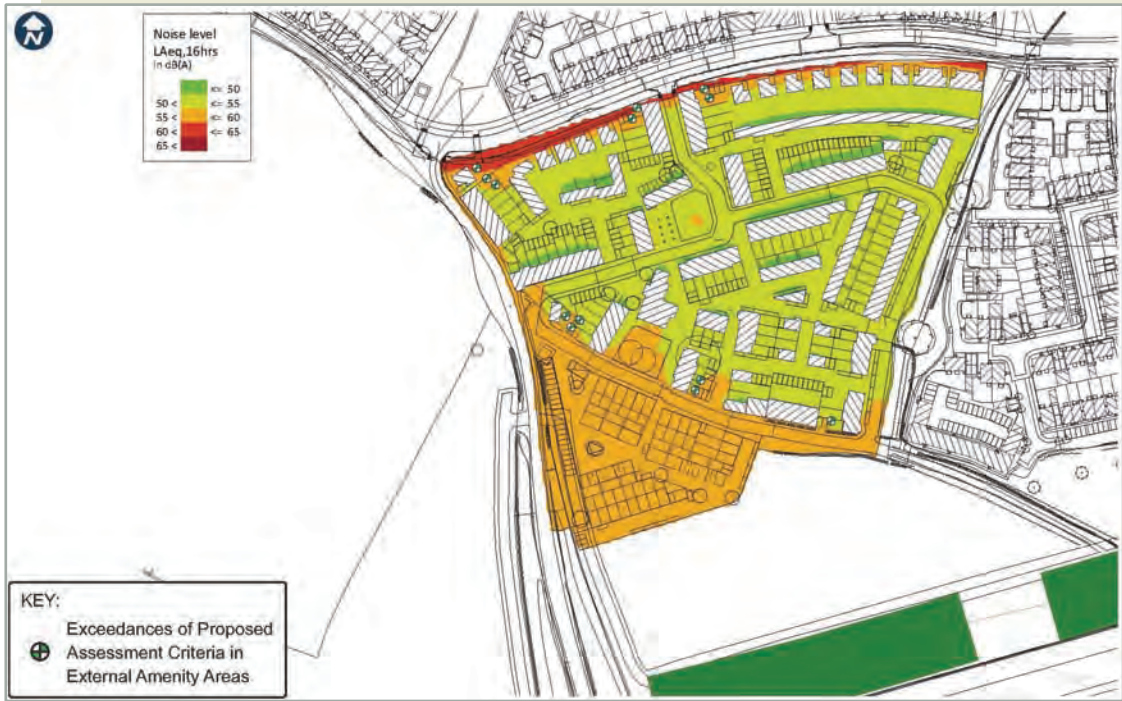 N
Noise level
LAeq,16hrs
in dB(A)
<= 50
50 < <= 55
55 < <= 60
60 < <= 65
65 <
KEY:
Exceedances of Proposed
Assessment Criteria in
External Amenity Areas